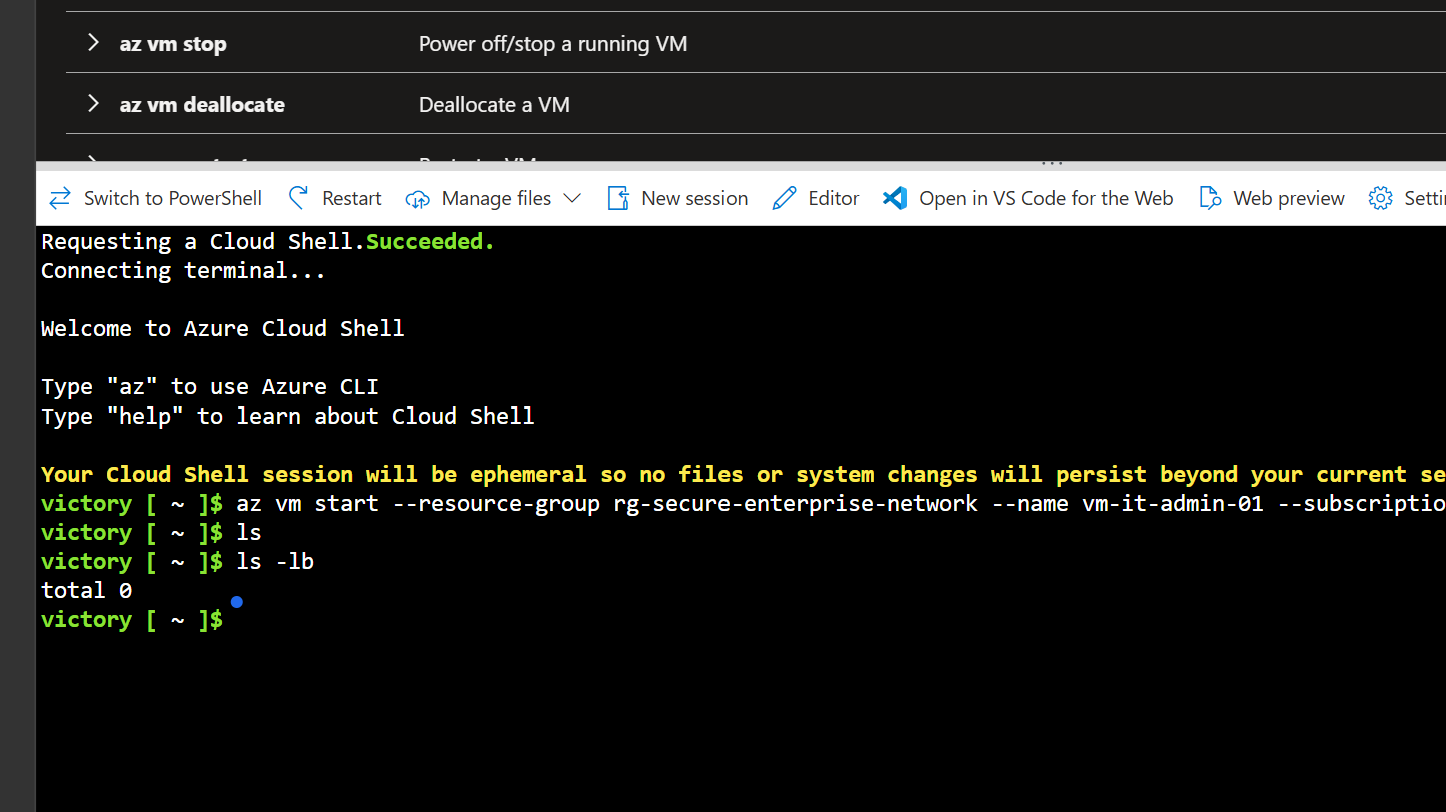 az vm stop Power off/stop a running VM
az vm deallocate Deallocate a VM
Switch to PowerShell Restart Manage files New session Editor Open in VS Code for the Web Web preview
Requesting a Cloud Shell.Succeeded.
Connecting terminal...
Welcome to Azure Cloud Shell
Type "az" to use Azure CLI
Type "help" to learn about Cloud Shell
Your Cloud Shell session will be ephemeral so no files or system changes will persist beyond your current se
victory [ ~ ]$ az vm start --resource-group rg-secure-enterprise-network --name vm-it-admin-01 --subscriptio
victory [ ~ ]$ ls
victory [ ~ ]$ ls -lb
total 0
victory [ ~ ]$